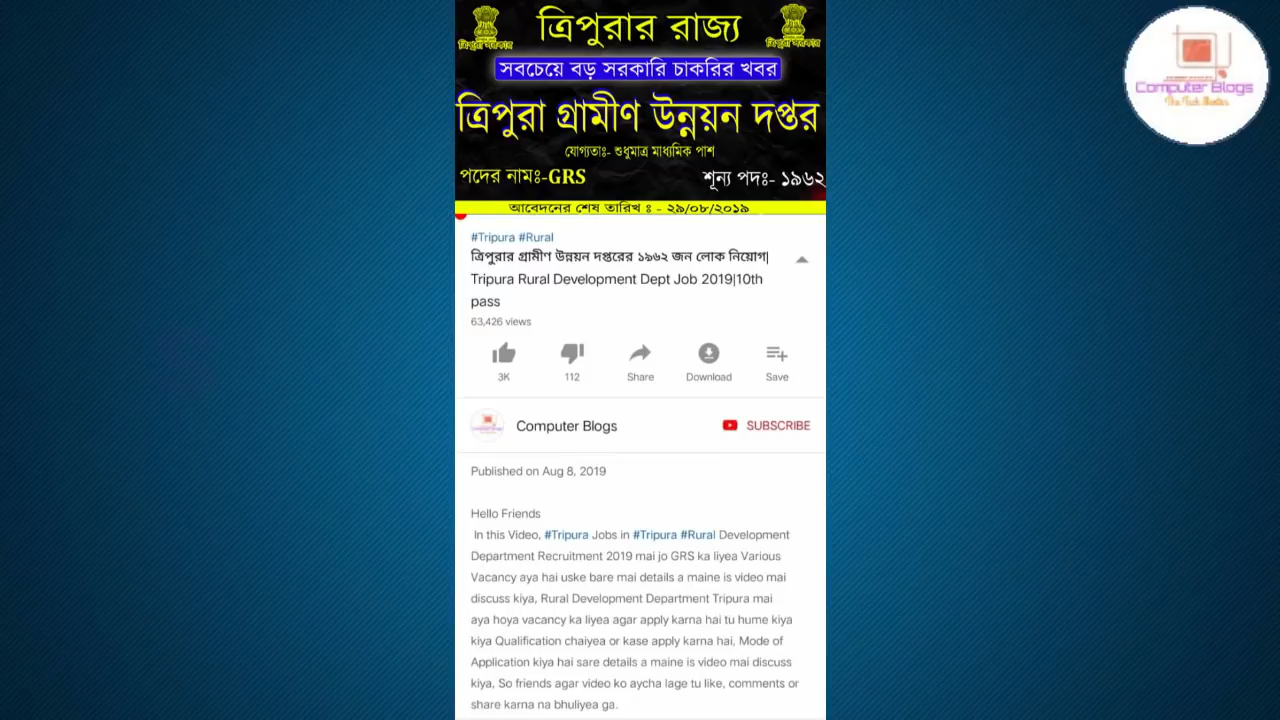 ত্রিপুরার রাজ্য
ত্রিপুরা সরকার
ত্রিপুরা সরকার
সবচেয়ে বড় সরকারি চাকরির খবর
ত্রিপুরা গ্রামীণ উন্নয়ন দপ্তর
যোগ্যতাঃ- শুধুমাত্র মাধ্যমিক পাশ
পদের নামঃ-GRS
শূন্য পদঃ- ১৯৬২
আবেদনের শেষ তারিখ ঃ - ২৯/০৮/২০১৯
Computer Blogs
The Tech Master
#Tripura #Rural
ত্রিপুরার গ্রামীণ উন্নয়ন দপ্তরের ১৯৬২ জন লোক নিয়োগ|
Tripura Rural Development Dept Job 2019|10th
pass
63,426 views
3K
112
Share
Download
Save
Computer Blogs
SUBSCRIBE
Published on Aug 8, 2019
Hello Friends
In this Video, #Tripura Jobs in #Tripura #Rural Development
Department Recruitment 2019 mai jo GRS ka liyea Various
Vacancy aya hai uske bare mai details a maine is video mai
discuss kiya, Rural Development Department Tripura mai
aya hoya vacancy ka liyea agar apply karna hai tu hume kiya
kiya Qualification chaiyea or kase apply karna hai, Mode of
Application kiya hai sare details a maine is video mai discuss
kiya, So friends agar video ko aycha lage tu like, comments or
share karna na bhuliyea ga.